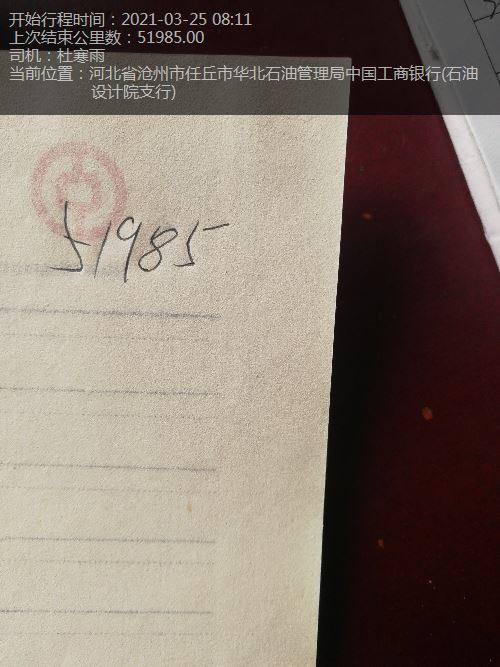 开始行程时间：2021-03-25 08:11
上次结束公里数：51985.00
司机：杜寒雨
当前位置：河北省沧州市任丘市华北石油管理局中国工商银行(石油
设计院支行)
51985